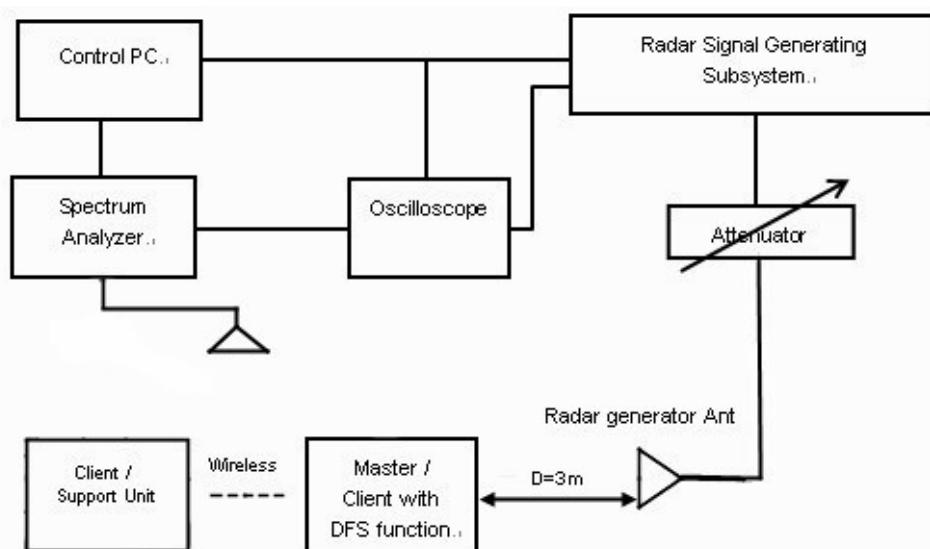 Control PC
Radar Signal Generating
Subsystem
Spectrum
Analyzer
Oscilloscope
Attenuator
Radar generator Ant
Client /
Support Unit
Wireless
Master /
Client with
DFS function
D=3m